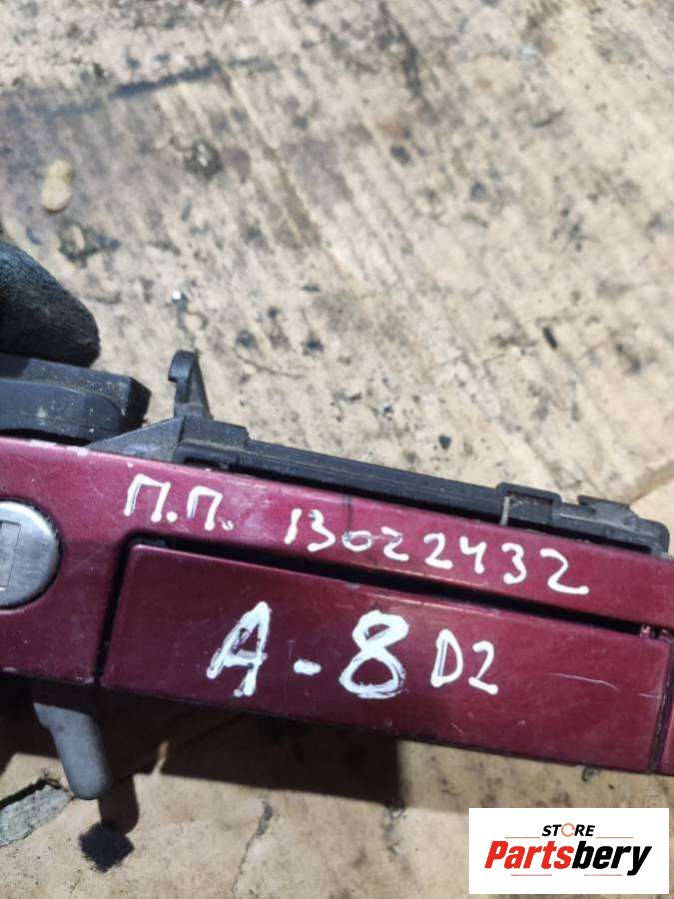 П.П. 13022432
A-8 D2
STORE
Partsbery